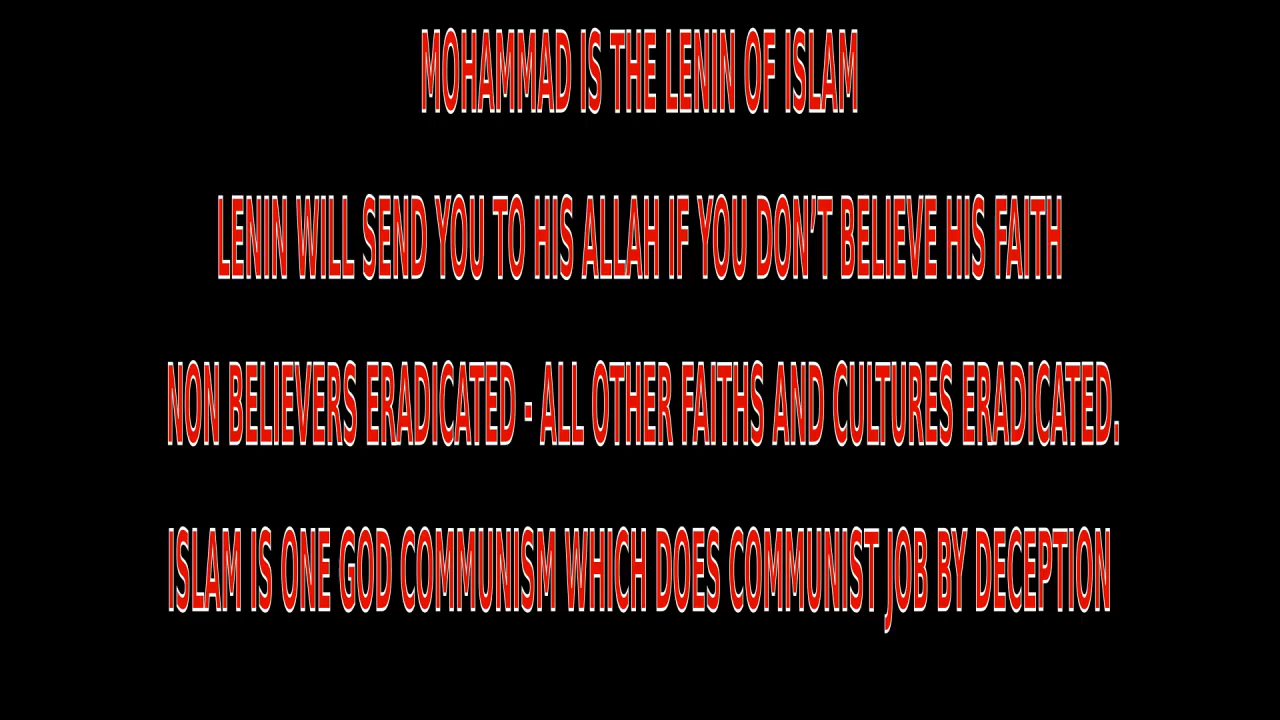 MOHAMMAD IS THE LENIN OF ISLAM
LENIN WILL SEND YOU TO HIS ALLAH IF YOU DON'T BELIEVE HIS FAITH
NON BELIEVERS ERADICATED - ALL OTHER FAITHS AND CULTURES ERADICATED.
ISLAM IS ONE GOD COMMUNISM WHICH DOES COMMUNIST JOB BY DECEPTION